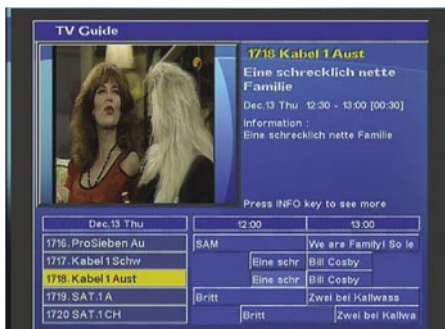 TV Guide
1718 Kabel 1 Aust
Eine schrecklich nette
Familie
Dec.13 Thu 12:30 - 13:00 [00:30]
Information :
Eine schrecklich nette Familie
Press INFO key to see more
Dec,13 Thu 12:00 13:00
1716. ProSieben Au SAM We are Family! So le
1717. Kabel 1 Schw Eine schr Bill Cosby
1718. Kabel 1 Aust Eine schr Bill Cosby
1719. SAT.1 A Britt Zwei bei Kallwass
1720 SAT.1 CH Britt Zwei bei Kallwa